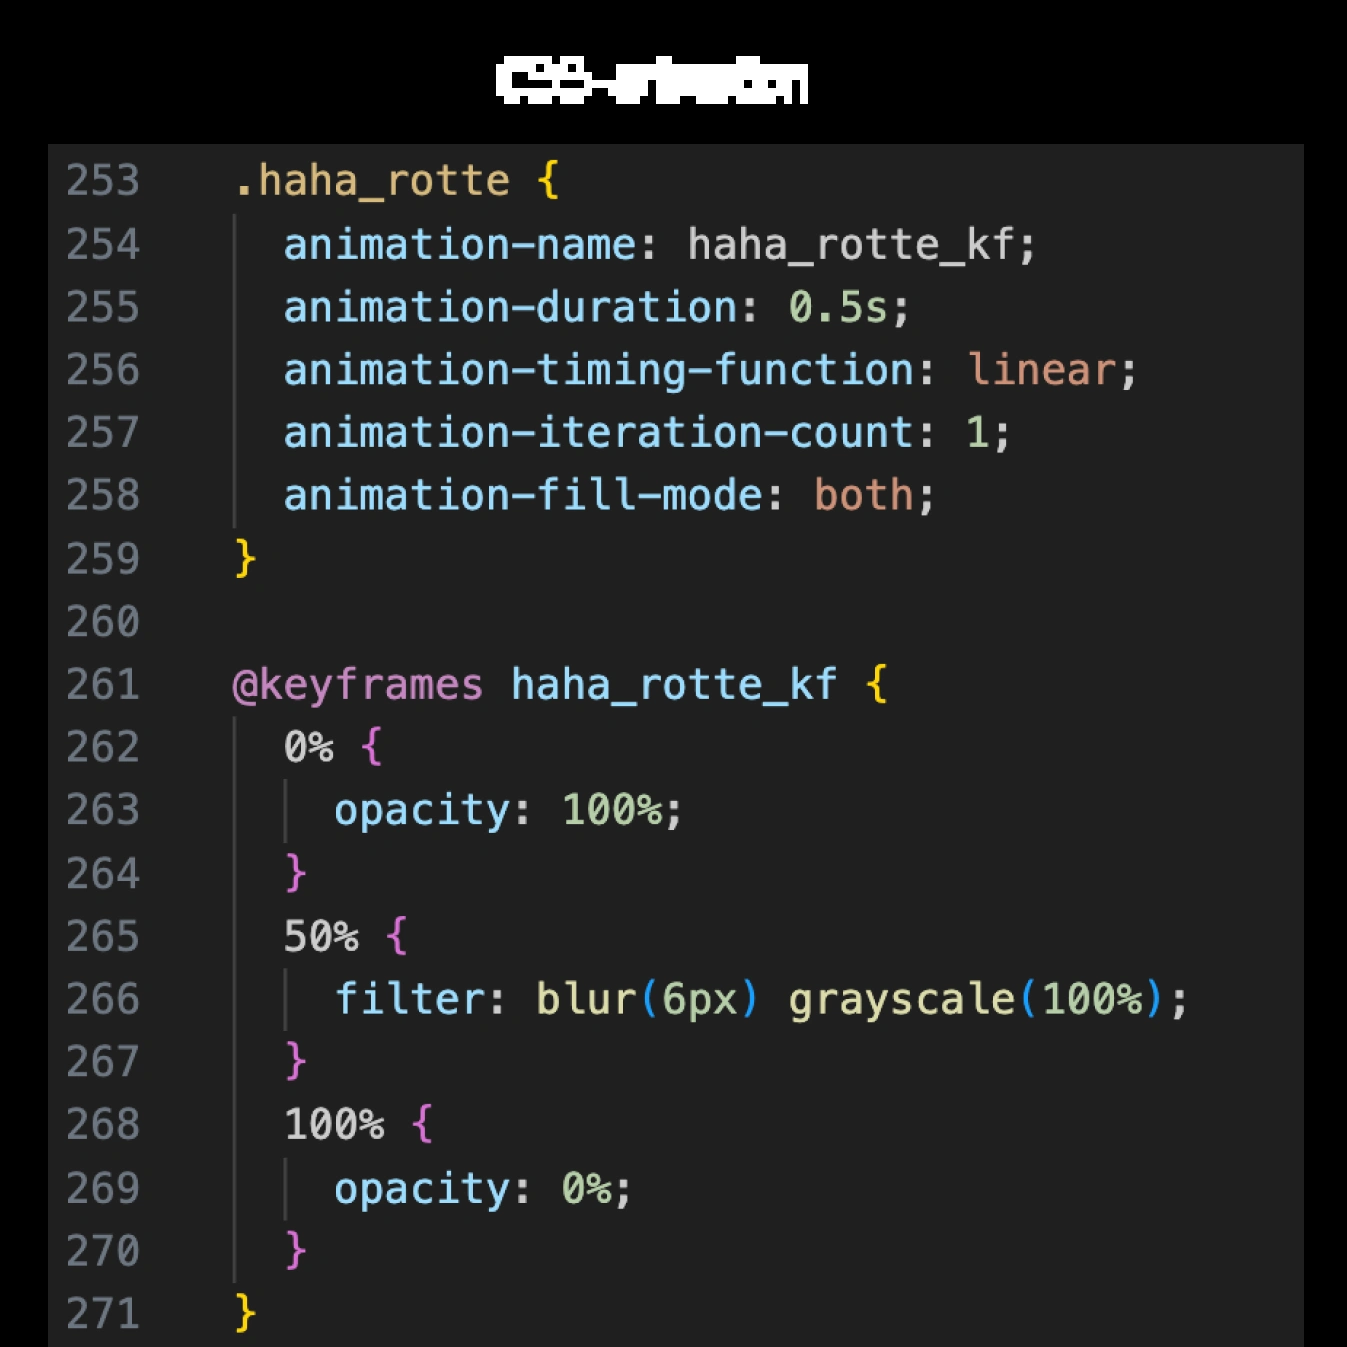 CSS-animation
253 .haha_rotte {
254 animation-name: haha_rotte_kf;
255 animation-duration: 0.5s;
256 animation-timing-function: linear;
257 animation-iteration-count: 1;
258 animation-fill-mode: both;
259 }
260
261 @keyframes haha_rotte_kf {
262 0% {
263 opacity: 100%;
264 }
265 50% {
266 filter: blur(6px) grayscale(100%);
267 }
268 100% {
269 opacity: 0%;
270 }
271 }